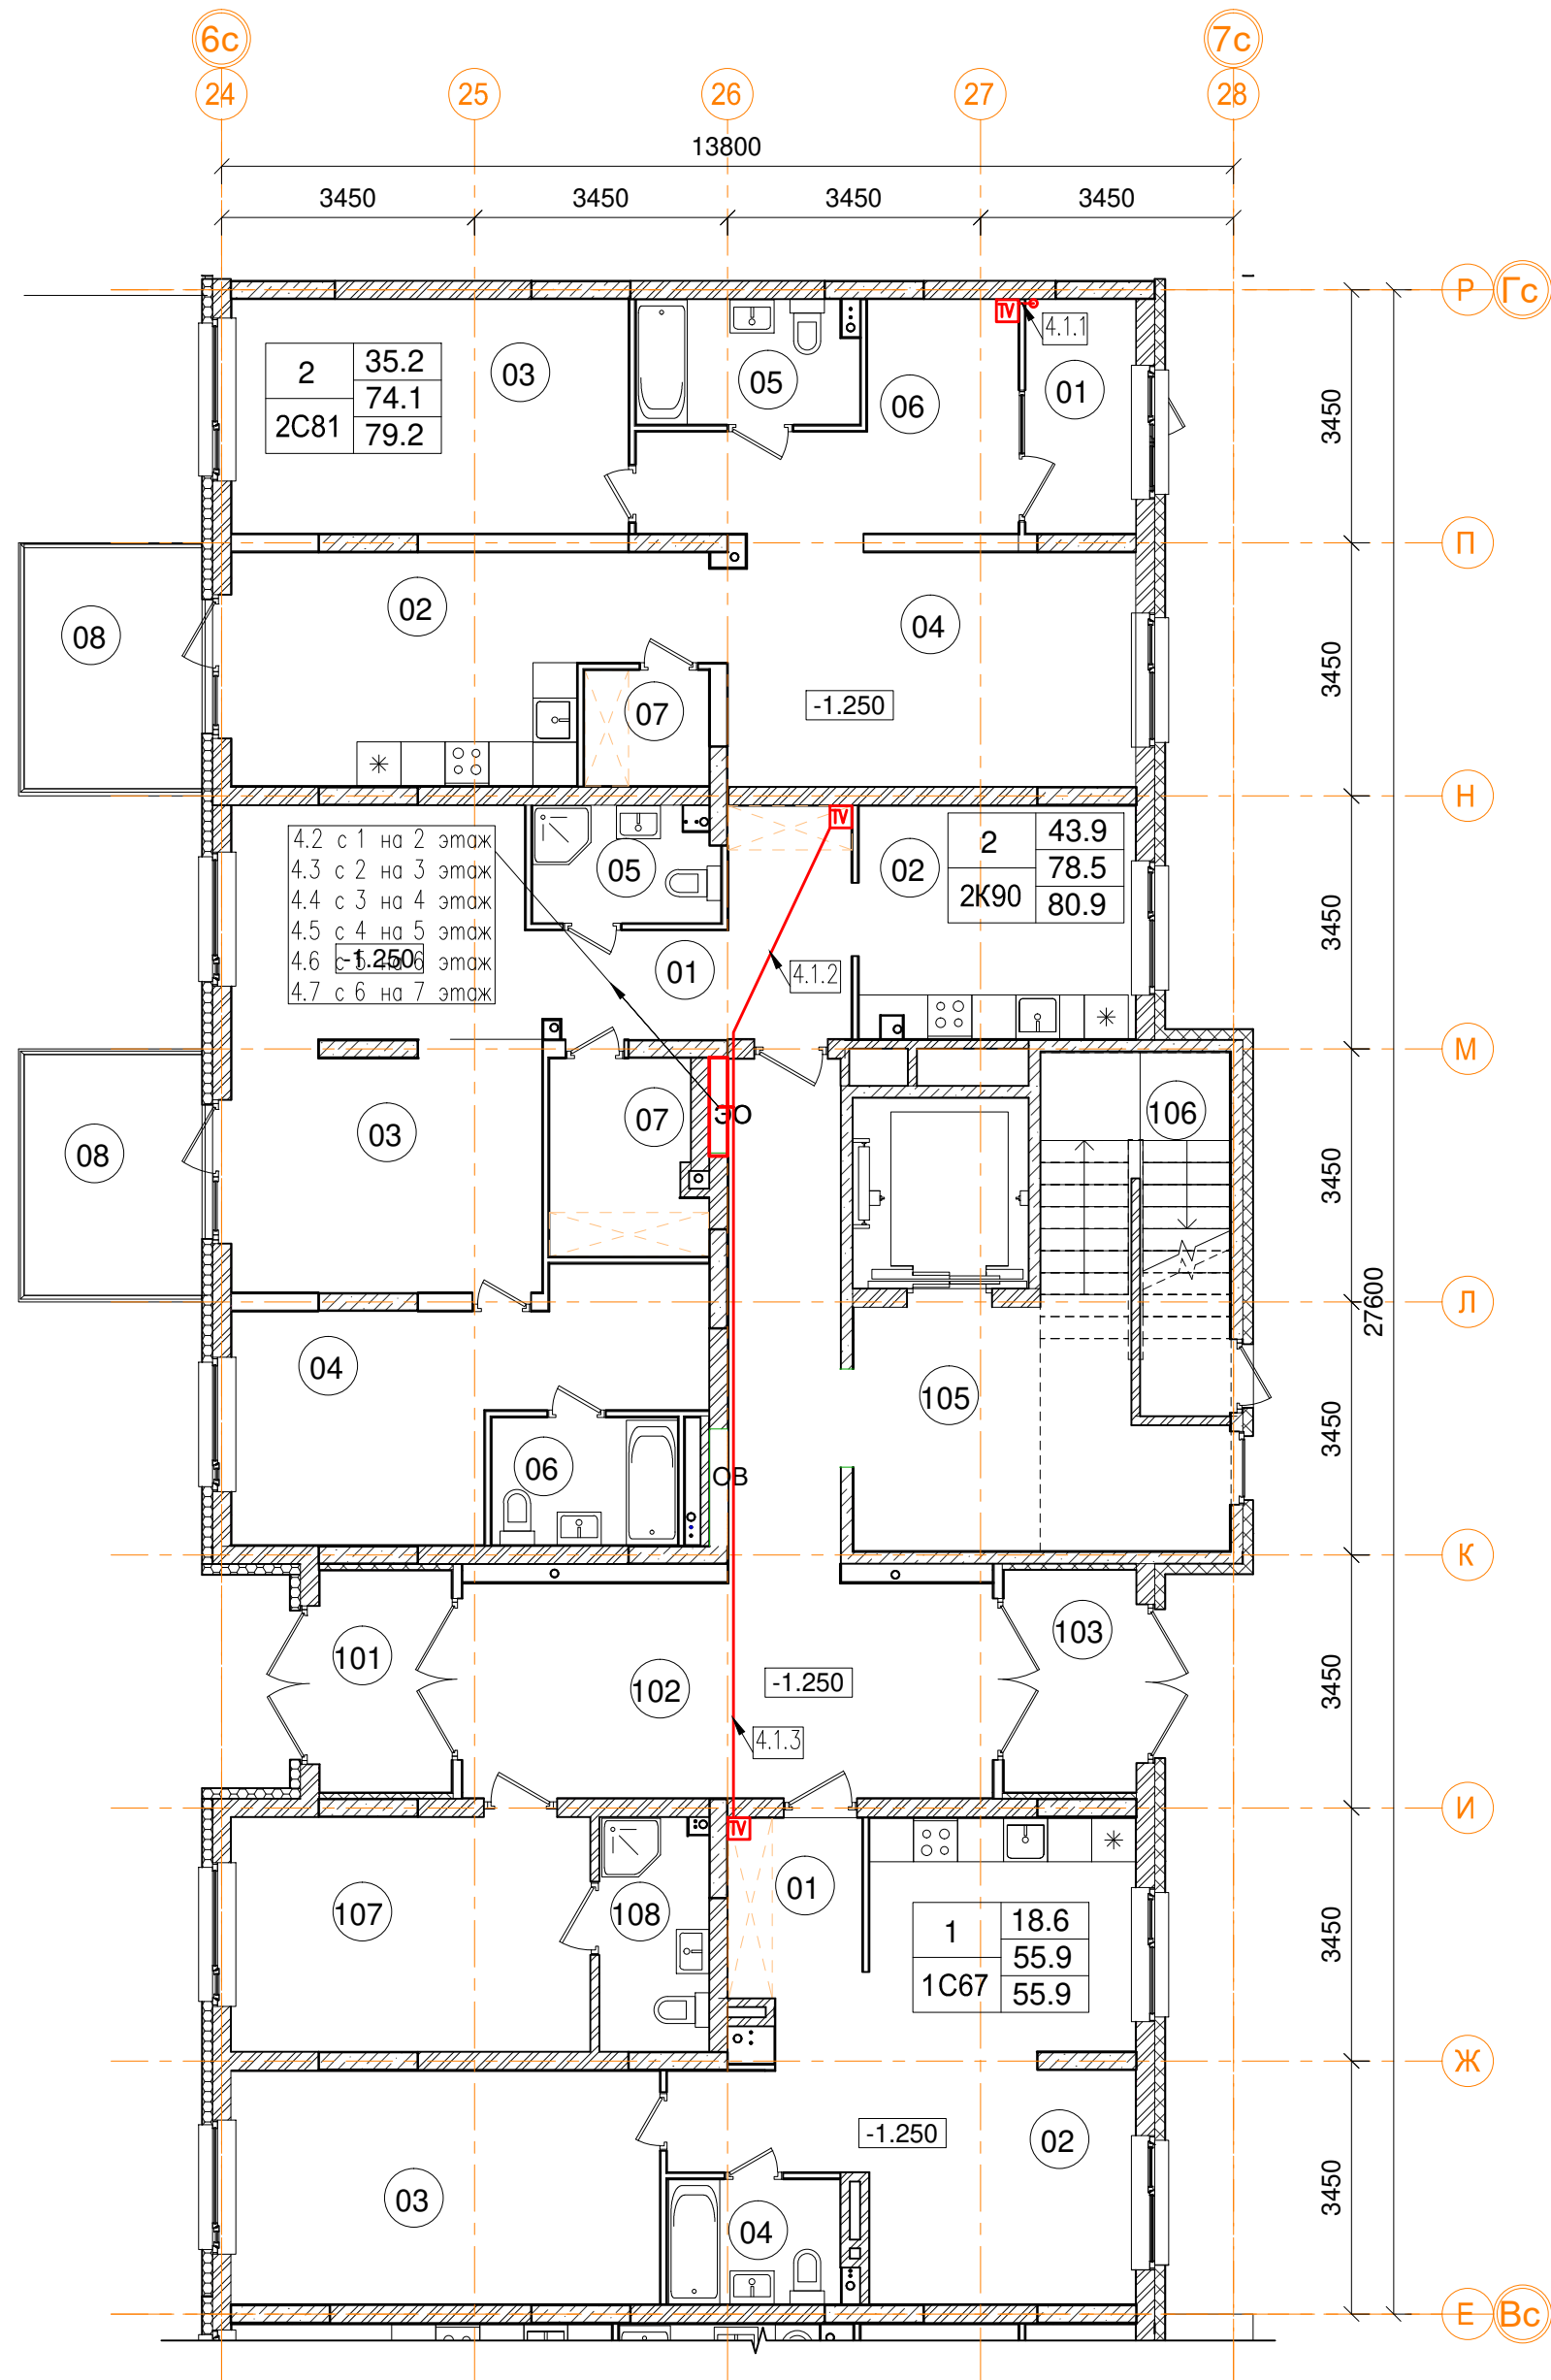 6с
7с
24
25
26
27
28
13800
3450
3450
3450
3450
Р
Гс
TV
4.1.1
2
35.2
2С81
74.1
79.2
03
05
06
01
3450
П
08
02
04
07
-1.250
3450
Н
4.2 с 1 на 2 этаж
4.3 с 2 на 3 этаж
4.4 с 3 на 4 этаж
4.5 с 4 на 5 этаж
4.6 с 5 на 6 этаж
4.7 с 6 на 7 этаж
-1.250
05
TV
02
2
43.9
2К90
78.5
80.9
01
4.1.2
3450
М
08
03
07
ЭО
106
3450
Л
27600
04
105
06
ОВ
3450
К
101
102
-1.250
103
4.1.3
3450
И
TV
107
108
01
1
18.6
1С67
55.9
55.9
3450
Ж
-1.250
02
03
04
3450
Е
Вс